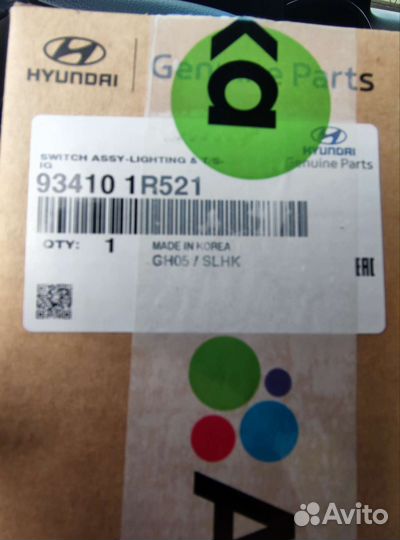 HYUNDAI Genuine Parts
<a
SWITCH ASSY-LIGHTING & T/S-
IG
HYUNDAI
Genuine Parts
93410 1R521
QTY: 1
MADE IN KOREA
GH05 / SLHK
EAC
A
Avito